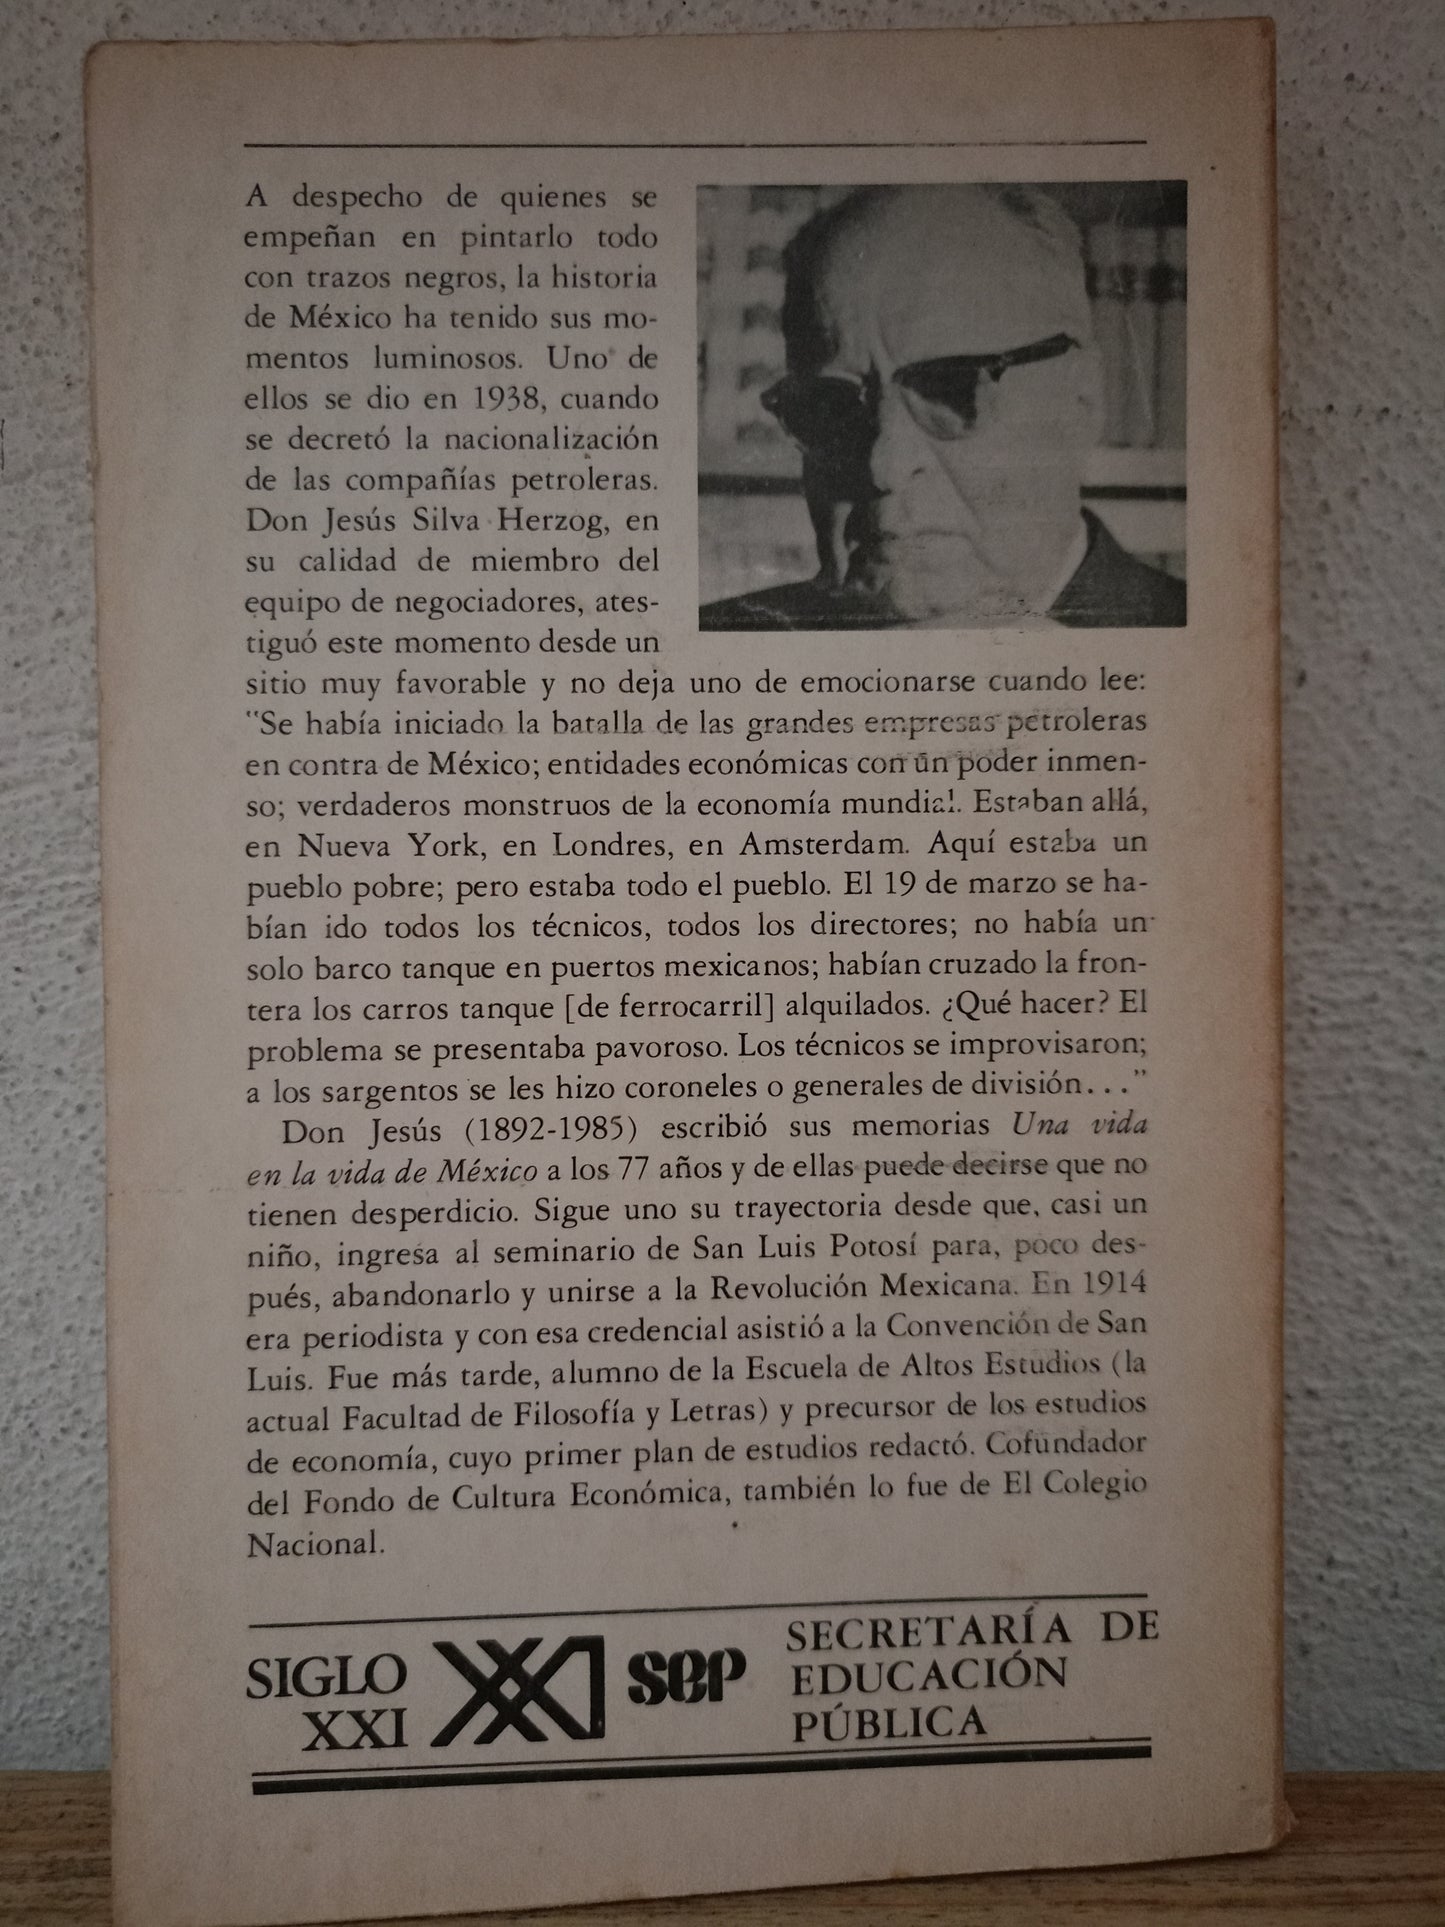 A despecho de quienes se
empeñan en pintarlo todo
con trazos negros, la historia
de México ha tenido sus mo-
mentos luminosos. Uno de
ellos se dio en 1938, cuando
se decretó la nacionalización
de las compañías petroleras.
Don Jesús Silva Herzog, en
su calidad de miembro del
equipo de negociadores, ates-
tiguó este momento desde un
sitio muy favorable y no deja uno de emocionarse cuando lee:
"Se había iniciado la batalla de las grandes empresas petroleras
en contra de México; entidades económicas con un poder inmen-
so; verdaderos monstruos de la economía mundial. Estaban allá,
en Nueva York, en Londres, en Amsterdam. Aquí estaba un
pueblo pobre; pero estaba todo el pueblo. El 19 de marzo se ha-
bían ido todos los técnicos, todos los directores; no había un
solo barco tanque en puertos mexicanos; habían cruzado la fron-
tera los carros tanque [de ferrocarril] alquilados. ¿Qué hacer? El
problema se presentaba pavoroso. Los técnicos se improvisaron;
a los sargentos se les hizo coroneles o generales de división..."
Don Jesús (1892-1985) escribió sus memorias Una vida
en la vida de México a los 77 años y de ellas puede decirse que no
tienen desperdicio. Sigue uno su trayectoria desde que, casi un
niño, ingresa al seminario de San Luis Potosí para, poco des-
pués, abandonarlo y unirse a la Revolución Mexicana. En 1914
era periodista y con esa credencial asistió a la Convención de San
Luis. Fue más tarde, alumno de la Escuela de Altos Estudios (la
actual Facultad de Filosofía y Letras) y precursor de los estudios
de economía, cuyo primer plan de estudios redactó. Cofundador
del Fondo de Cultura Económica, también lo fue de El Colegio
Nacional.
SIGLO
XXI
XXI
sep
SECRETARÍA DE
EDUCACIÓN
PÚBLICA